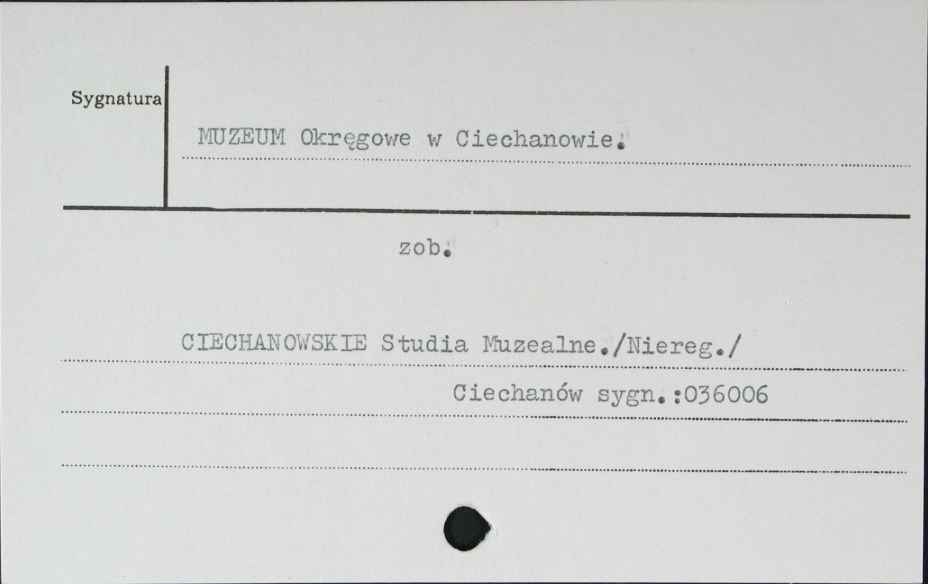 Sygnatura
MUZEUM Okręgowe w Ciechanowie.
zob.
CIECHANOWSKIE Studia Muzealne./Niereg./
Ciechanów sygn.:036006